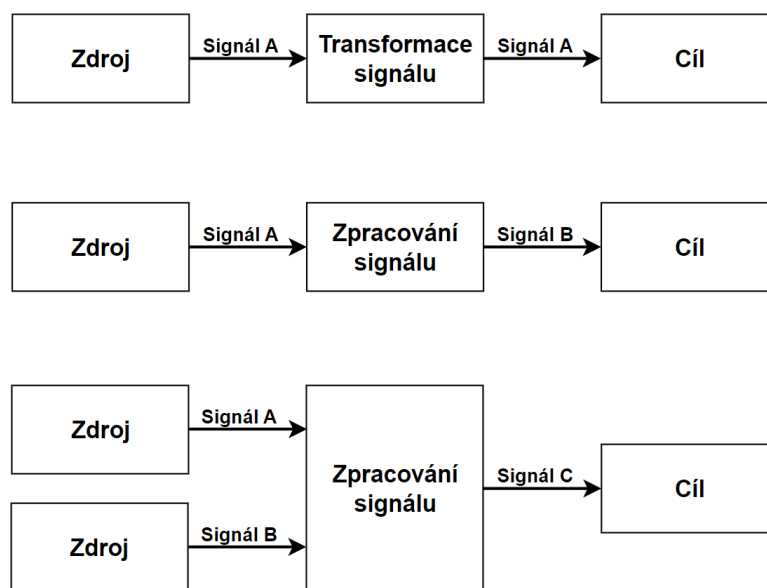 Zdroj
Signál A
Transformace
signálu
Signál A
Cíl
Zdroj
Signál A
Zpracování
signálu
Signál B
Cíl
Zdroj
Signál A
Zdroj
Signál B
Zpracování
signálu
Signál C
Cíl